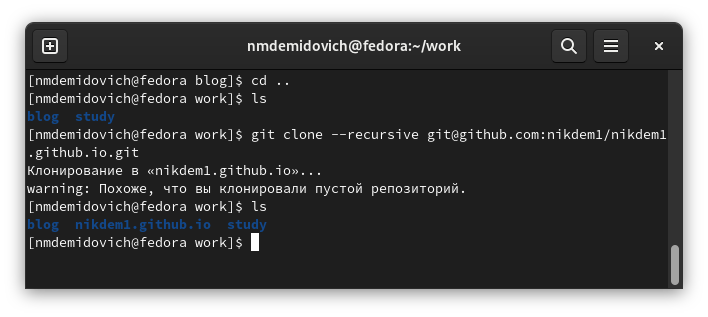 nmdemidovich@fedora:~/work
[nmdemidovich@fedora blog]$ cd ..
[nmdemidovich@fedora work]$ ls
blog  study
[nmdemidovich@fedora work]$ git clone --recursive git@github.com:nikdem1/nikdem1
.github.io.git
Клонирование в «nikdem1.github.io»...
warning: Похоже, что вы клонировали пустой репозиторий.
[nmdemidovich@fedora work]$ ls
blog  nikdem1.github.io  study
[nmdemidovich@fedora work]$